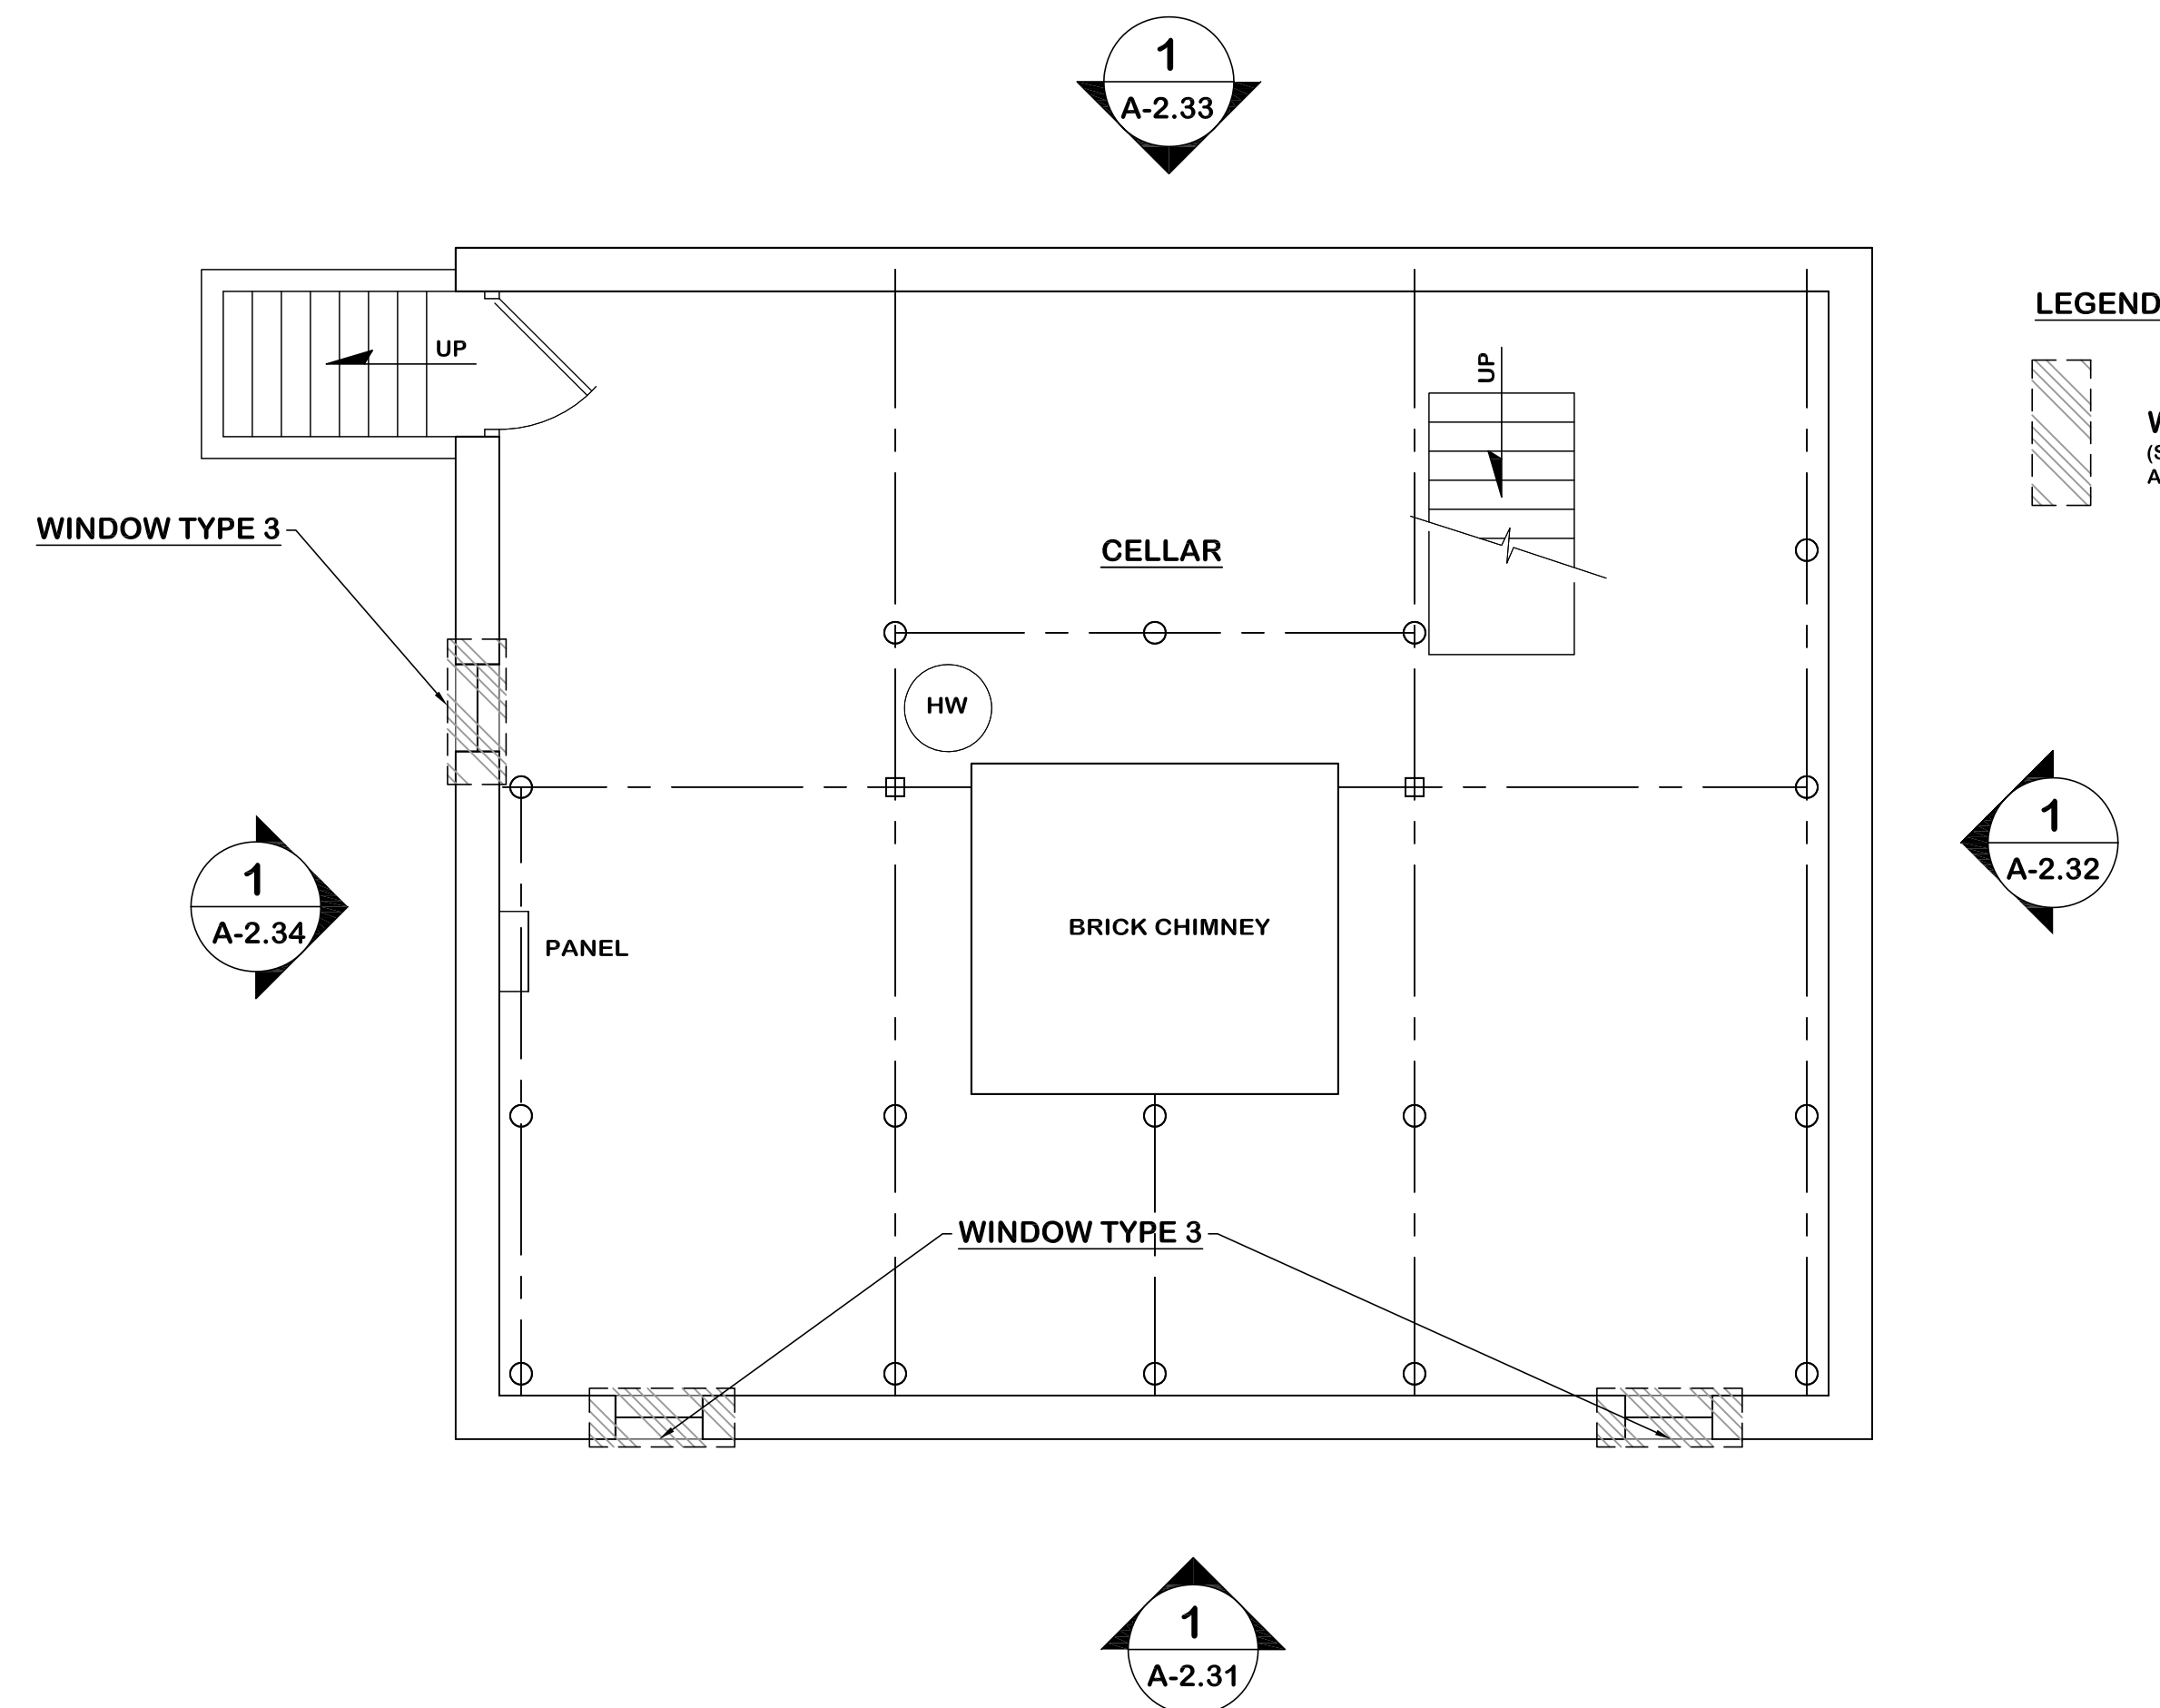 1
A-2.33
LEGEND
UP
UP
(S
A
WINDOW TYPE 3
CELLAR
HW
1
A-2.32
1
A-2.34
PANEL
BRICK CHIMNEY
WINDOW TYPE 3
1
A-2.31